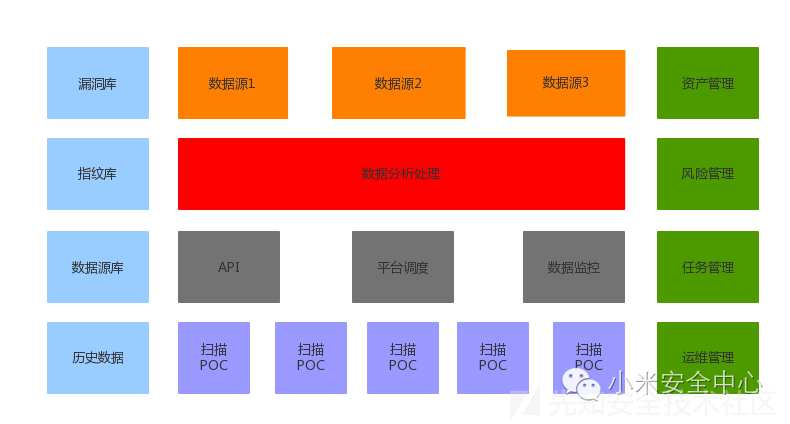 漏洞库
数据源1
数据源2
数据源3
资产管理
指纹库
数据分析处理
风险管理
数据源库
API
平台调度
数据监控
任务管理
历史数据
扫描
POC
扫描
POC
扫描
POC
扫描
POC
扫描
POC
运维管理
小米安全中心
先知安全技术社区